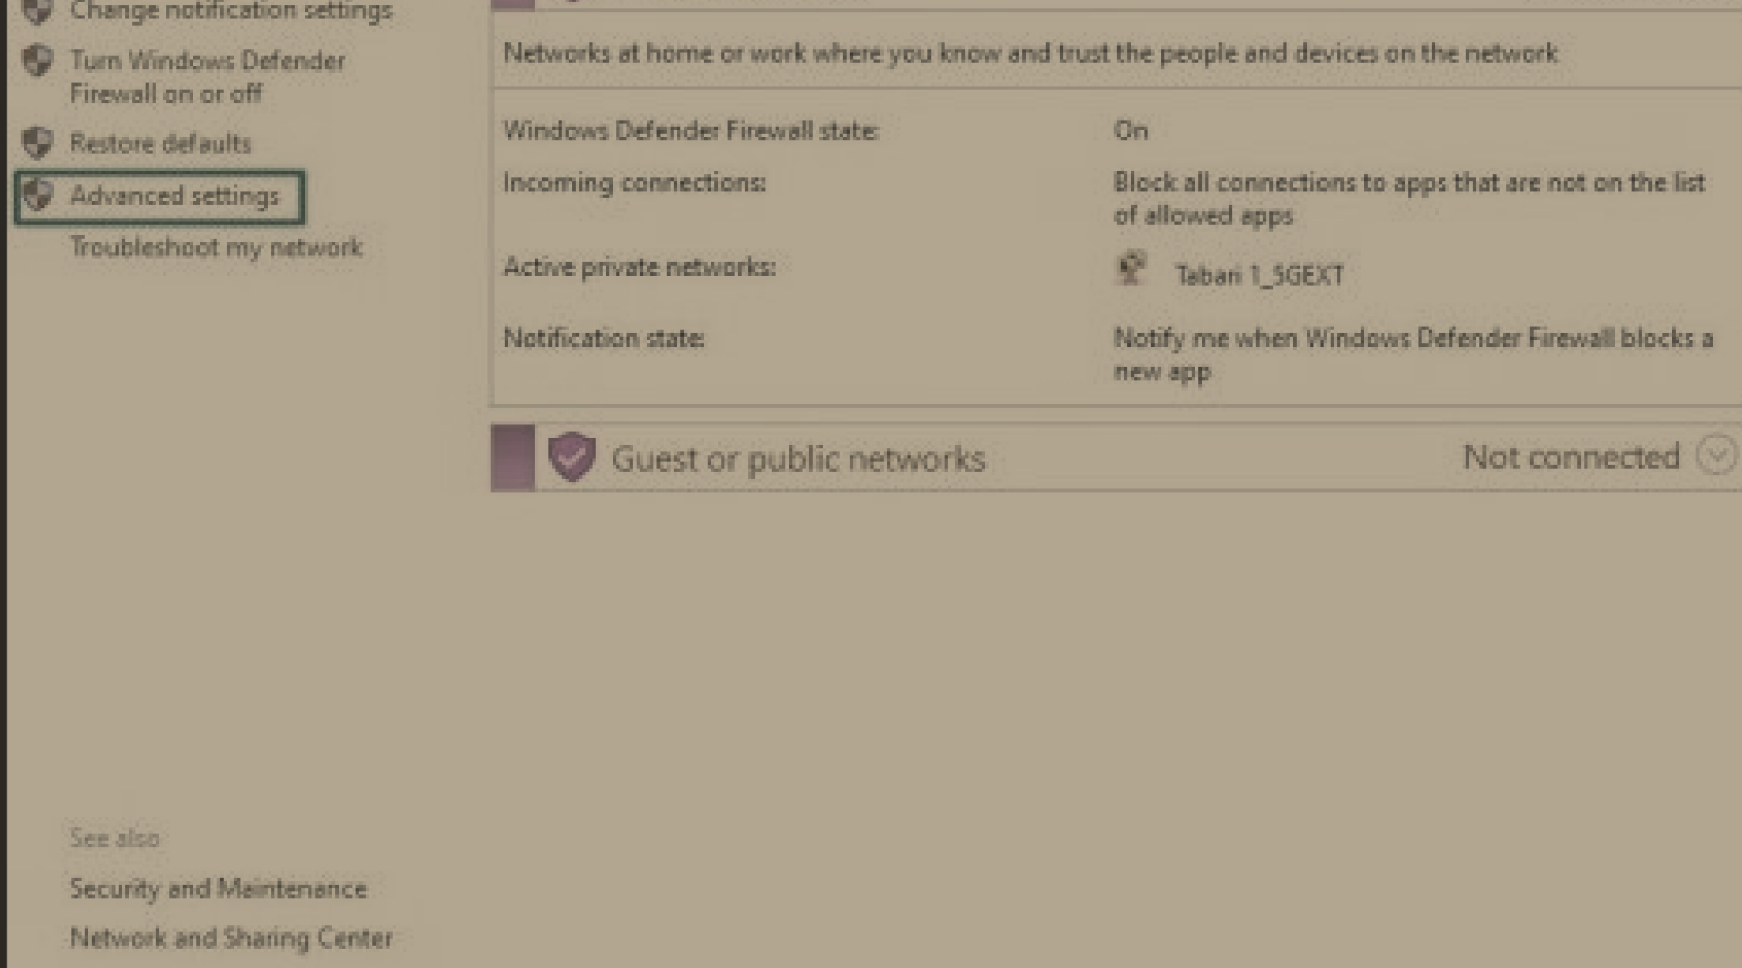 Change notification settings
Turn Windows Defender
Firewall on or off
Restore defaults
Advanced settings
Troubleshoot my network
Networks at home or work where you know and trust the people and devices on the network
Windows Defender Firewall state: On
Incoming connections: Block all connections to apps that are not on the list
of allowed apps
Active private networks: Tabari 1_5GEXT
Notification state: Notify me when Windows Defender Firewall blocks a
new app
Guest or public networks Not connected
See also
Security and Maintenance
Network and Sharing Center